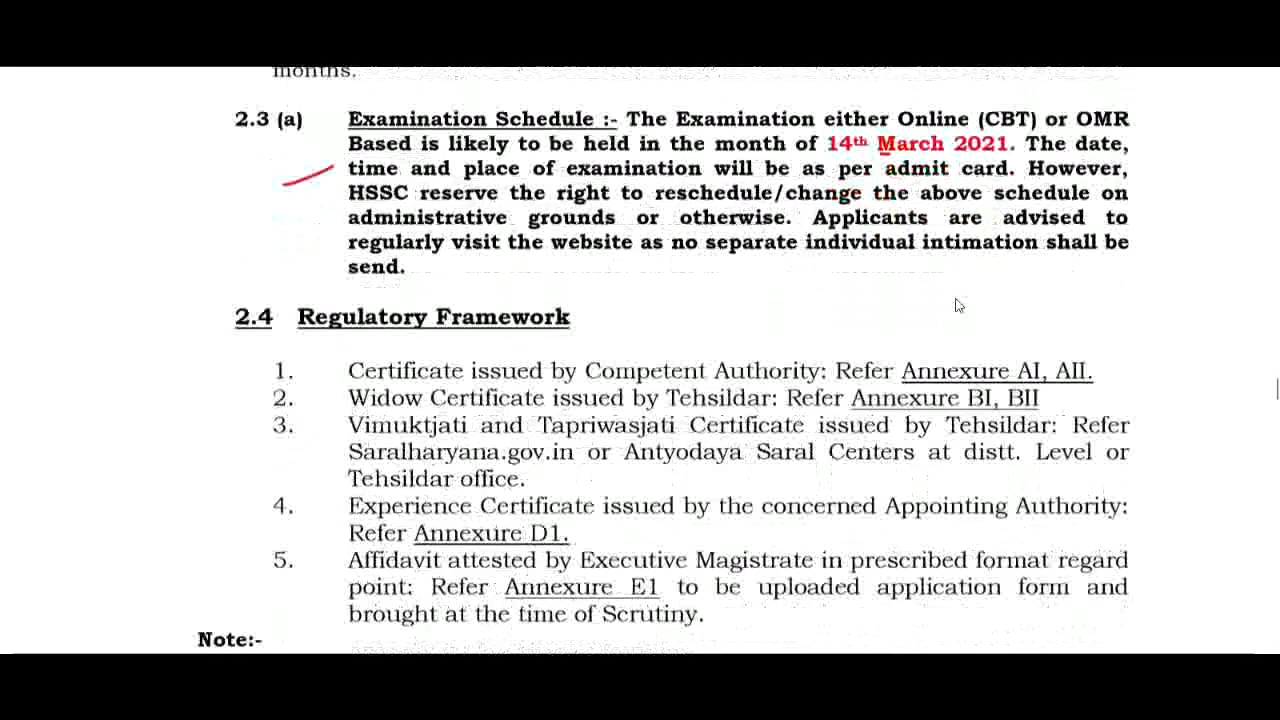 months.
2.3 (a) Examination Schedule :- The Examination either Online (CBT) or OMR
Based is likely to be held in the month of 14th March 2021. The date,
time and place of examination will be as per admit card. However,
HSSC reserve the right to reschedule/change the above schedule on
administrative grounds or otherwise. Applicants are advised to
regularly visit the website as no separate individual intimation shall be
send.
2.4 Regulatory Framework
1. Certificate issued by Competent Authority: Refer Annexure AI, AII.
2. Widow Certificate issued by Tehsildar: Refer Annexure BI, BII
3. Vimuktjati and Tapriwasjati Certificate issued by Tehsildar: Refer
Saralharyana.gov.in or Antyodaya Saral Centers at distt. Level or
Tehsildar office.
4. Experience Certificate issued by the concerned Appointing Authority:
Refer Annexure D1.
5. Affidavit attested by Executive Magistrate in prescribed format regard
point: Refer Annexure E1 to be uploaded application form and
brought at the time of Scrutiny.
Note:-